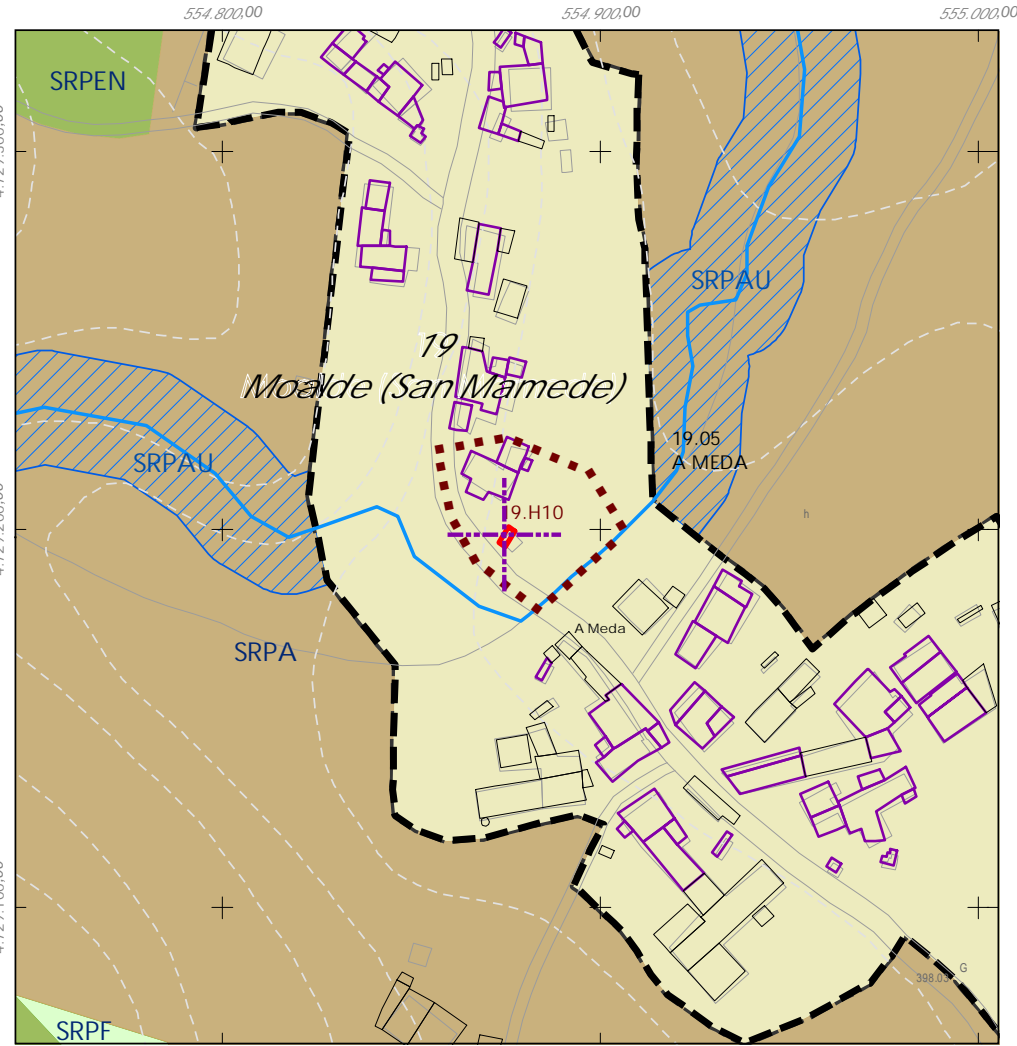 554.800,00
554.900,00
555.000,00
SRPEN
SRPAU
19
Moalde (San Mamede)
19.05
A MEDA
SRPAU
9.H10
h
A Meda
SRPA
G
398.03
SRPF